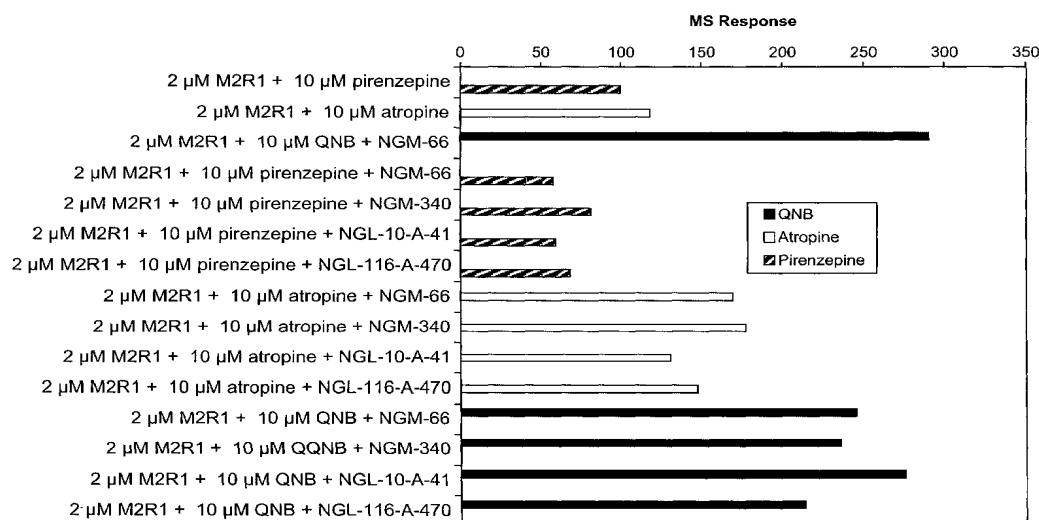 MS Response
0 50 100 150 200 250 300 350
2 µM M2R1 + 10 µM pirenzepine
2 µM M2R1 + 10 µM atropine
2 µM M2R1 + 10 µM QNB + NGM-66
2 µM M2R1 + 10 µM pirenzepine + NGM-66
2 µM M2R1 + 10 µM pirenzepine + NGM-340
2 µM M2R1 + 10 µM pirenzepine + NGL-10-A-41
2 µM M2R1 + 10 µM pirenzepine + NGL-116-A-470
2 µM M2R1 + 10 µM atropine + NGM-66
2 µM M2R1 + 10 µM atropine + NGM-340
2 µM M2R1 + 10 µM atropine + NGL-10-A-41
2 µM M2R1 + 10 µM atropine + NGL-116-A-470
2 µM M2R1 + 10 µM QNB + NGM-66
2 µM M2R1 + 10 µM QQNB + NGM-340
2 µM M2R1 + 10 µM QNB + NGL-10-A-41
2 µM M2R1 + 10 µM QNB + NGL-116-A-470
QNB
Atropine
Pirenzepine